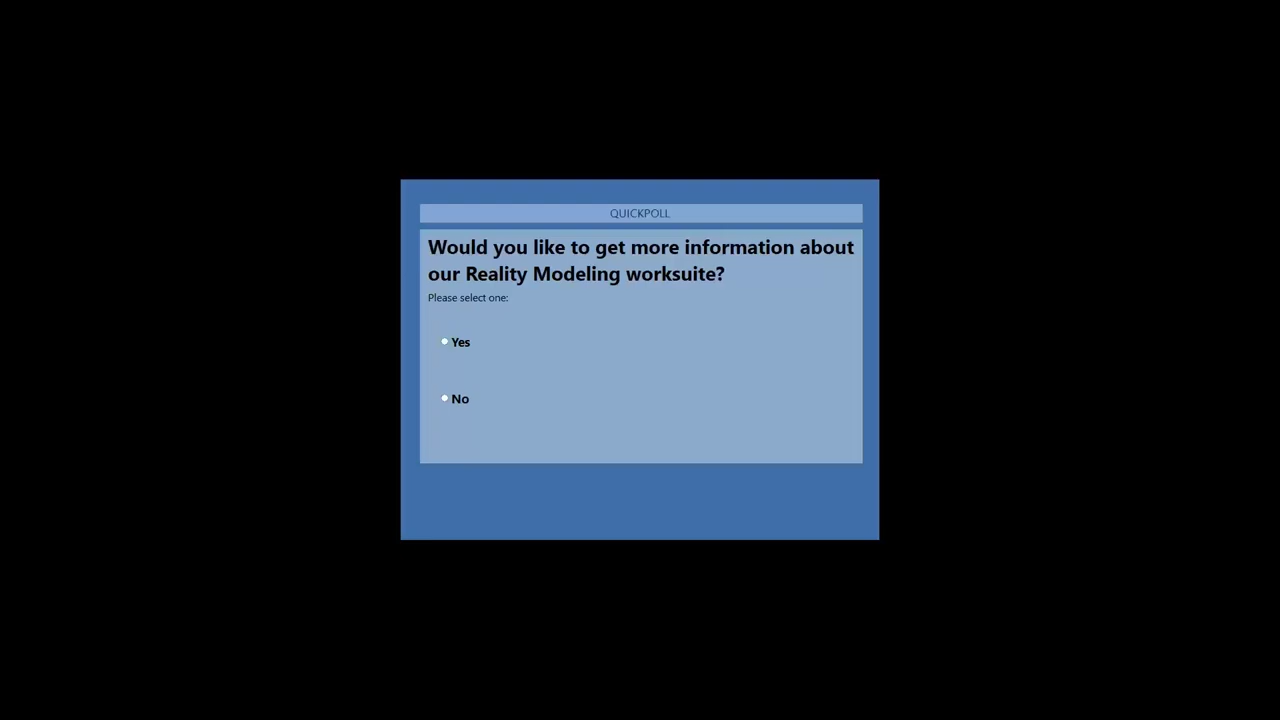 QUICKPOLL
Would you like to get more information about
our Reality Modeling worksuite?
Please select one:
Yes
No